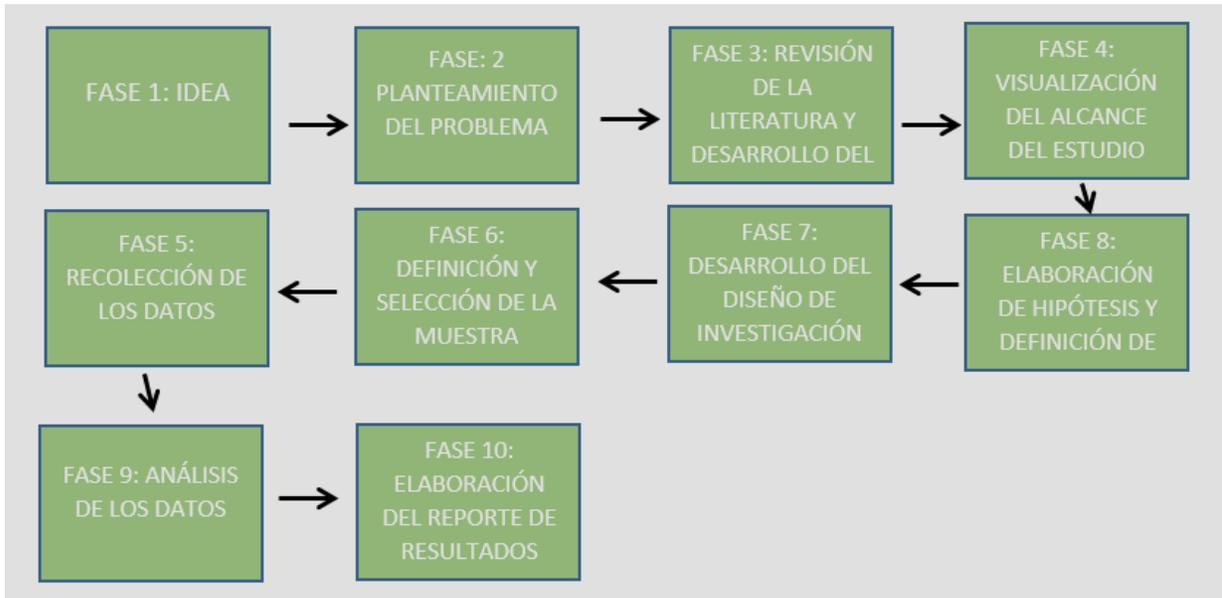 FASE 1: IDEA
FASE: 2
PLANTEAMIENTO
DEL PROBLEMA
FASE 3: REVISIÓN
DE LA
LITERATURA Y
DESARROLLO DEL
FASE 4:
VISUALIZACIÓN
DEL ALCANCE
DEL ESTUDIO
FASE 5:
RECOLECCIÓN DE
LOS DATOS
FASE 6:
DEFINICIÓN Y
SELECCIÓN DE LA
MUESTRA
FASE 7:
DESARROLLO DEL
DISEÑO DE
INVESTIGACIÓN
FASE 8:
ELABORACIÓN
DE HIPÓTESIS Y
DEFINICIÓN DE
FASE 9: ANÁLISIS
DE LOS DATOS
FASE 10:
ELABORACIÓN
DEL REPORTE DE
RESULTADOS